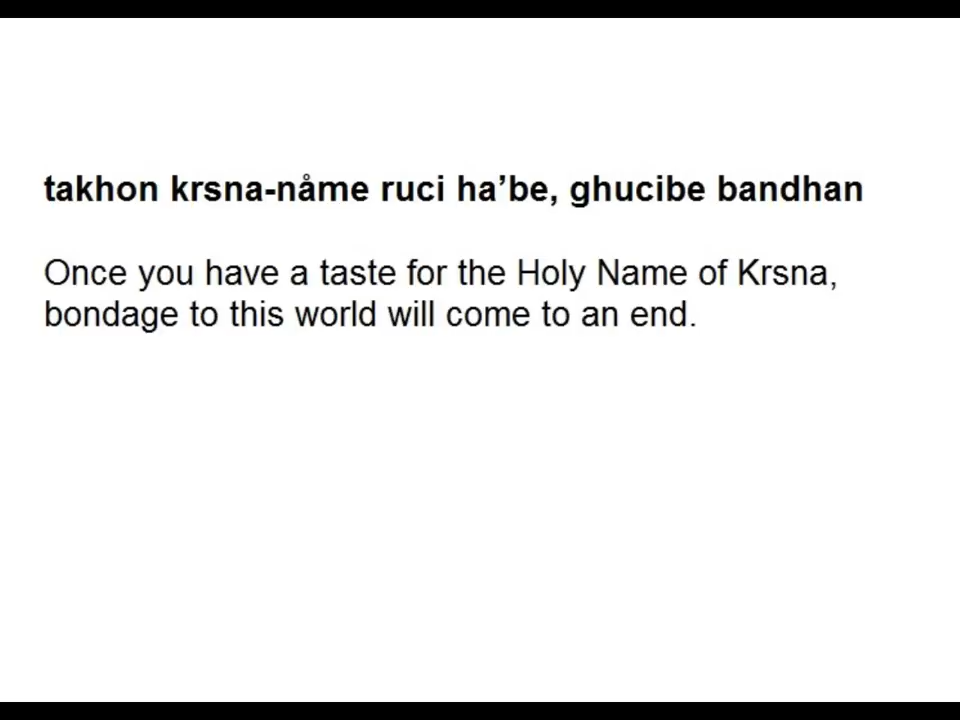 takhon krsna-nåme ruci ha’be, ghucibe bandhan
Once you have a taste for the Holy Name of Krsna,
bondage to this world will come to an end.